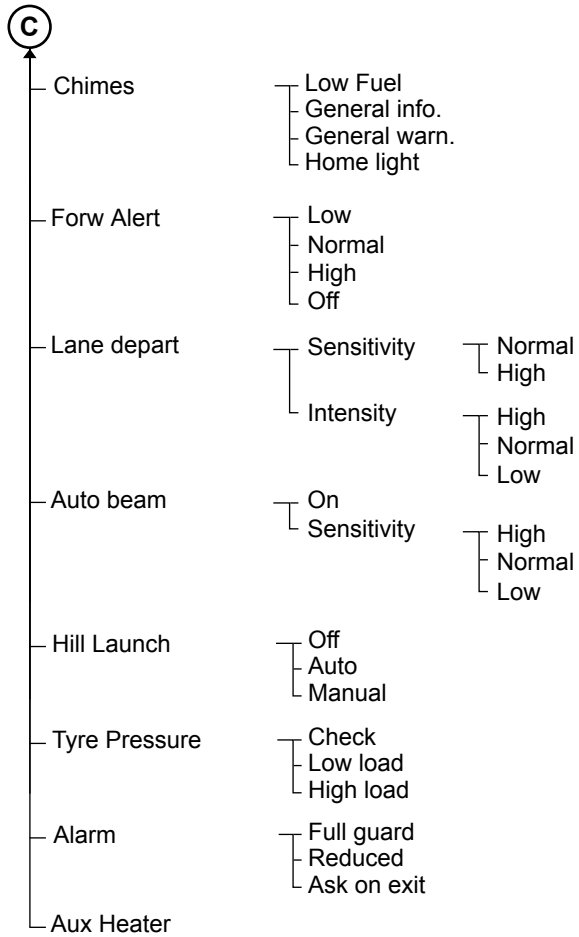 C
Chimes
Low Fuel
General info.
General warn.
Home light
Forw Alert
Low
Normal
High
Off
Lane depart
Sensitivity
Normal
High
Intensity
High
Normal
Low
Auto beam
On
Sensitivity
High
Normal
Low
Hill Launch
Off
Auto
Manual
Tyre Pressure
Check
Low load
High load
Alarm
Full guard
Reduced
Ask on exit
Aux Heater